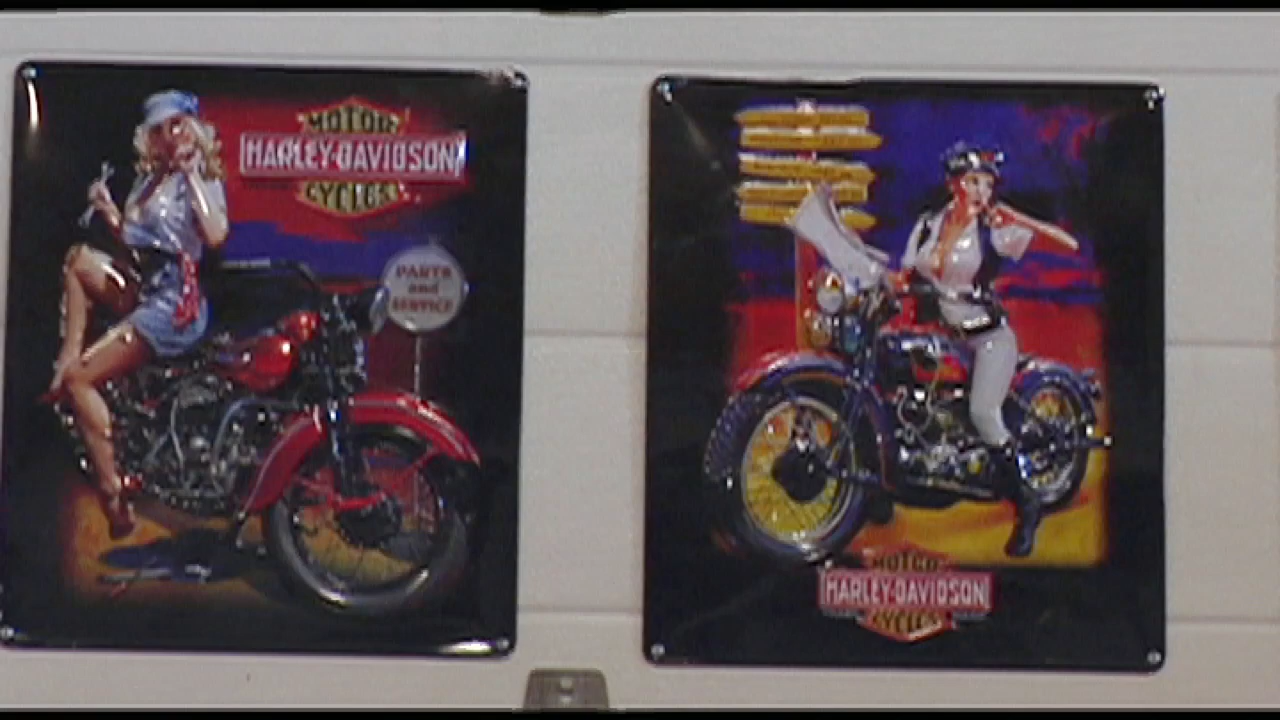 MOTOR
HARLEY-DAVIDSON
CYCLES
PARTS
and
SERVICE
MOTOR
HARLEY-DAVIDSON
CYCLES